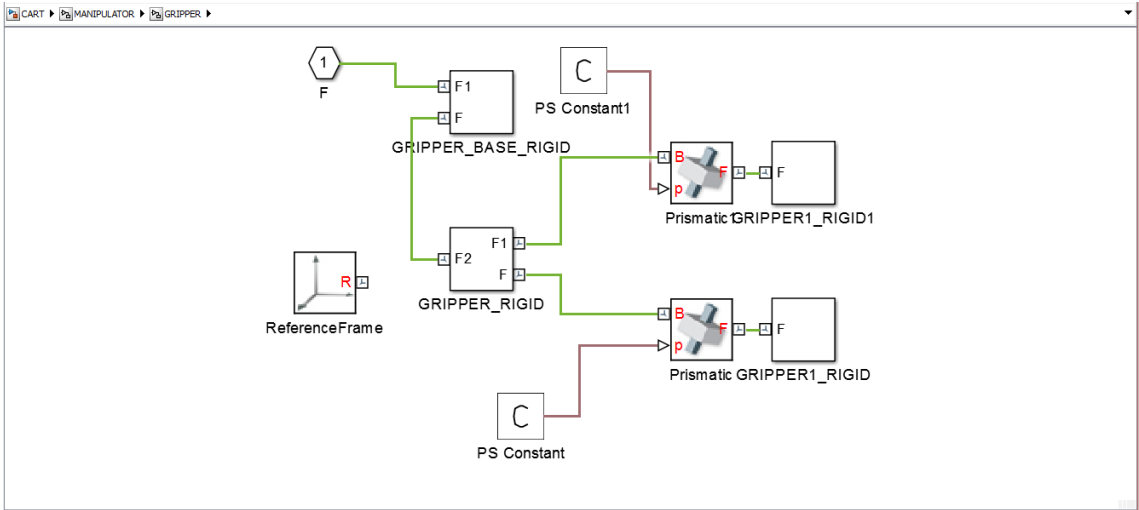 CART MANIPULATOR GRIPPER
1
F
F1
F
GRIPPER_BASE_RIGID
C
PS Constant1
B
F
p
Prismatic1
F
GRIPPER1_RIGID1
R
ReferenceFrame
F1
F2
F
GRIPPER_RIGID
B
F
p
Prismatic
F
GRIPPER1_RIGID
C
PS Constant